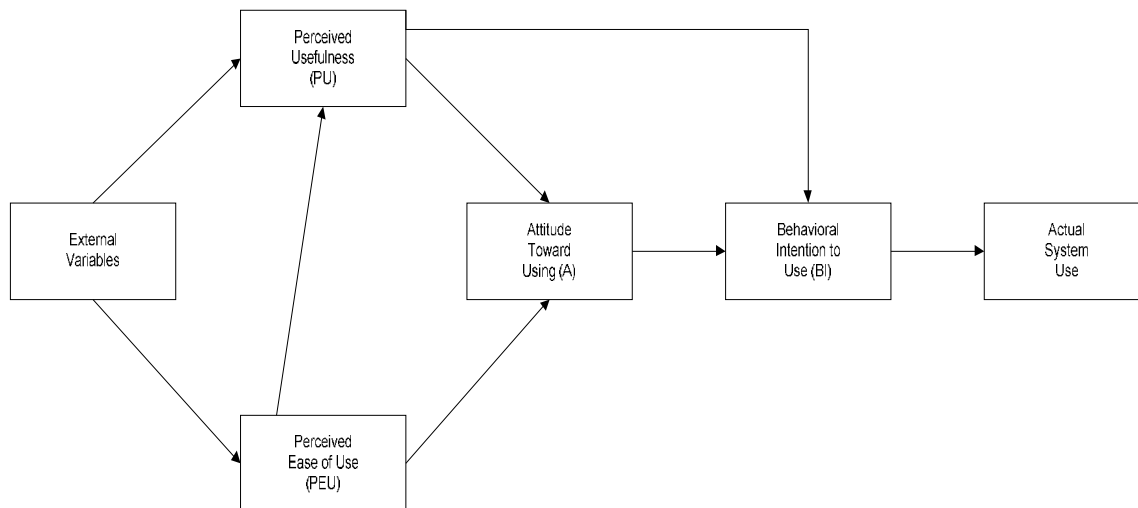 Perceived
Usefulness
(PU)
External
Variables
Attitude
Toward
Using (A)
Behavioral
Intention to
Use (BI)
Actual
System
Use
Perceived
Ease of Use
(PEU)